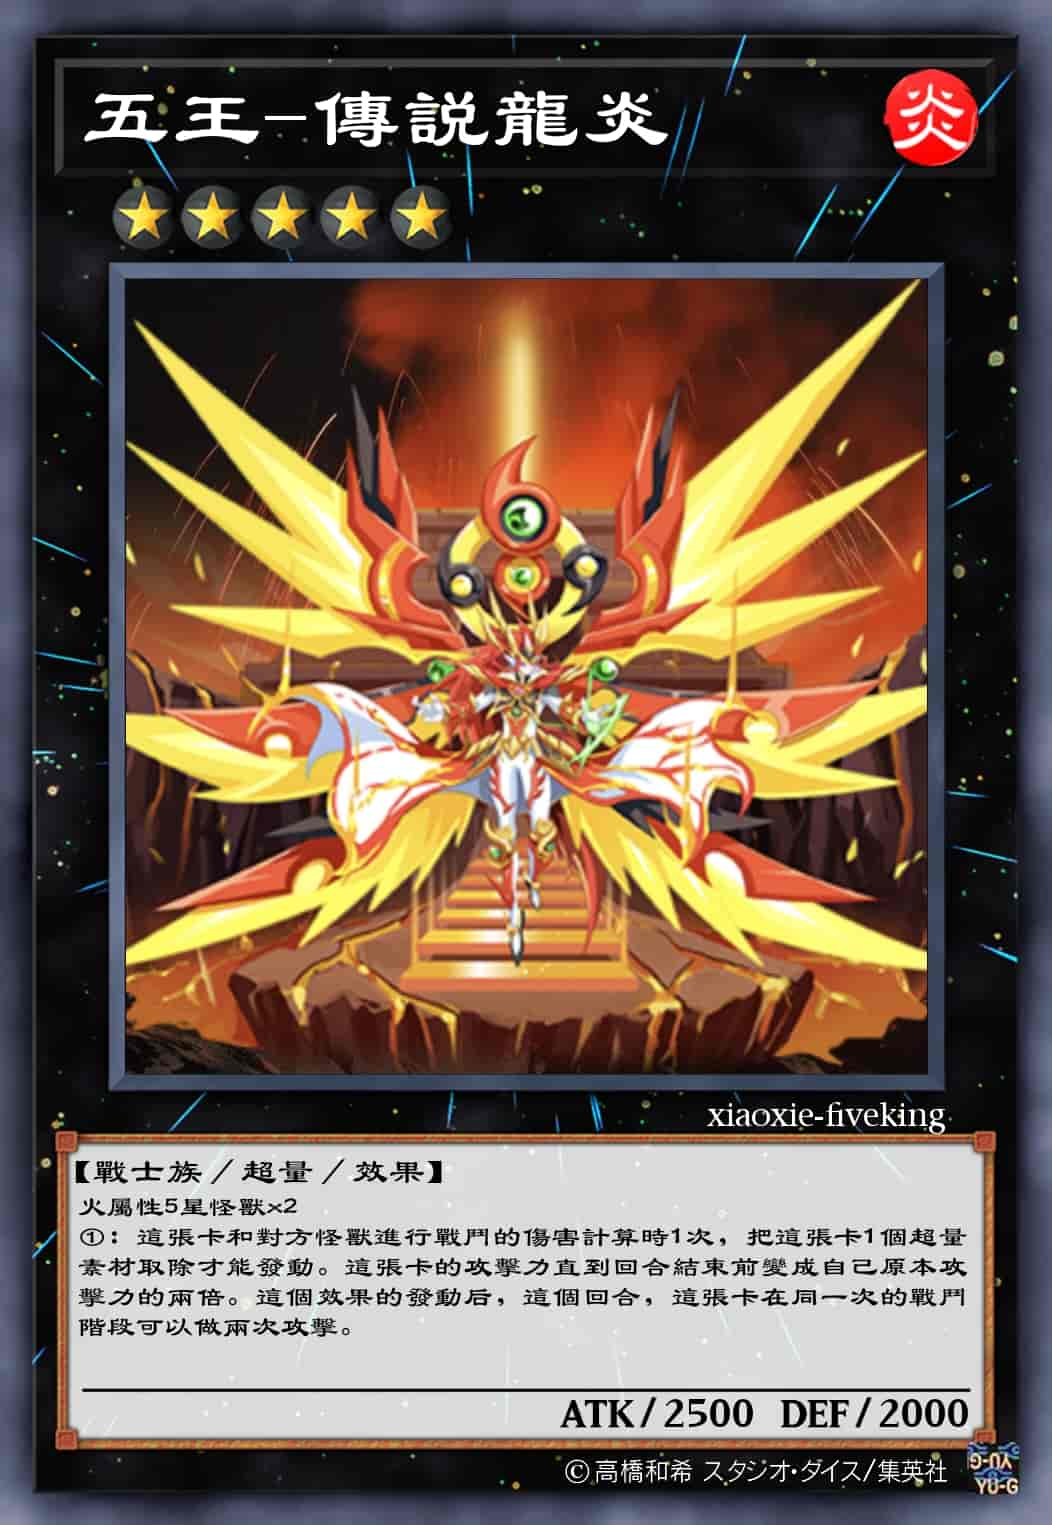 五王-傳説龍炎
炎
xiaoxie-fiveking
【戰士族／超量／效果】
火屬性5星怪獸×2
①：這張卡和對方怪獸進行戰鬥的傷害計算時1次，把這張卡1個超量
素材取除才能發動。這張卡的攻擊力直到回合結束前變成自己原本攻
擊力的兩倍。這個效果的發動后，這個回合，這張卡在同一次的戰鬥
階段可以做兩次攻擊。
ATK/2500 DEF/2000
©高橋和希 スタジオ・ダイス/集英社
YU-G
YU-G